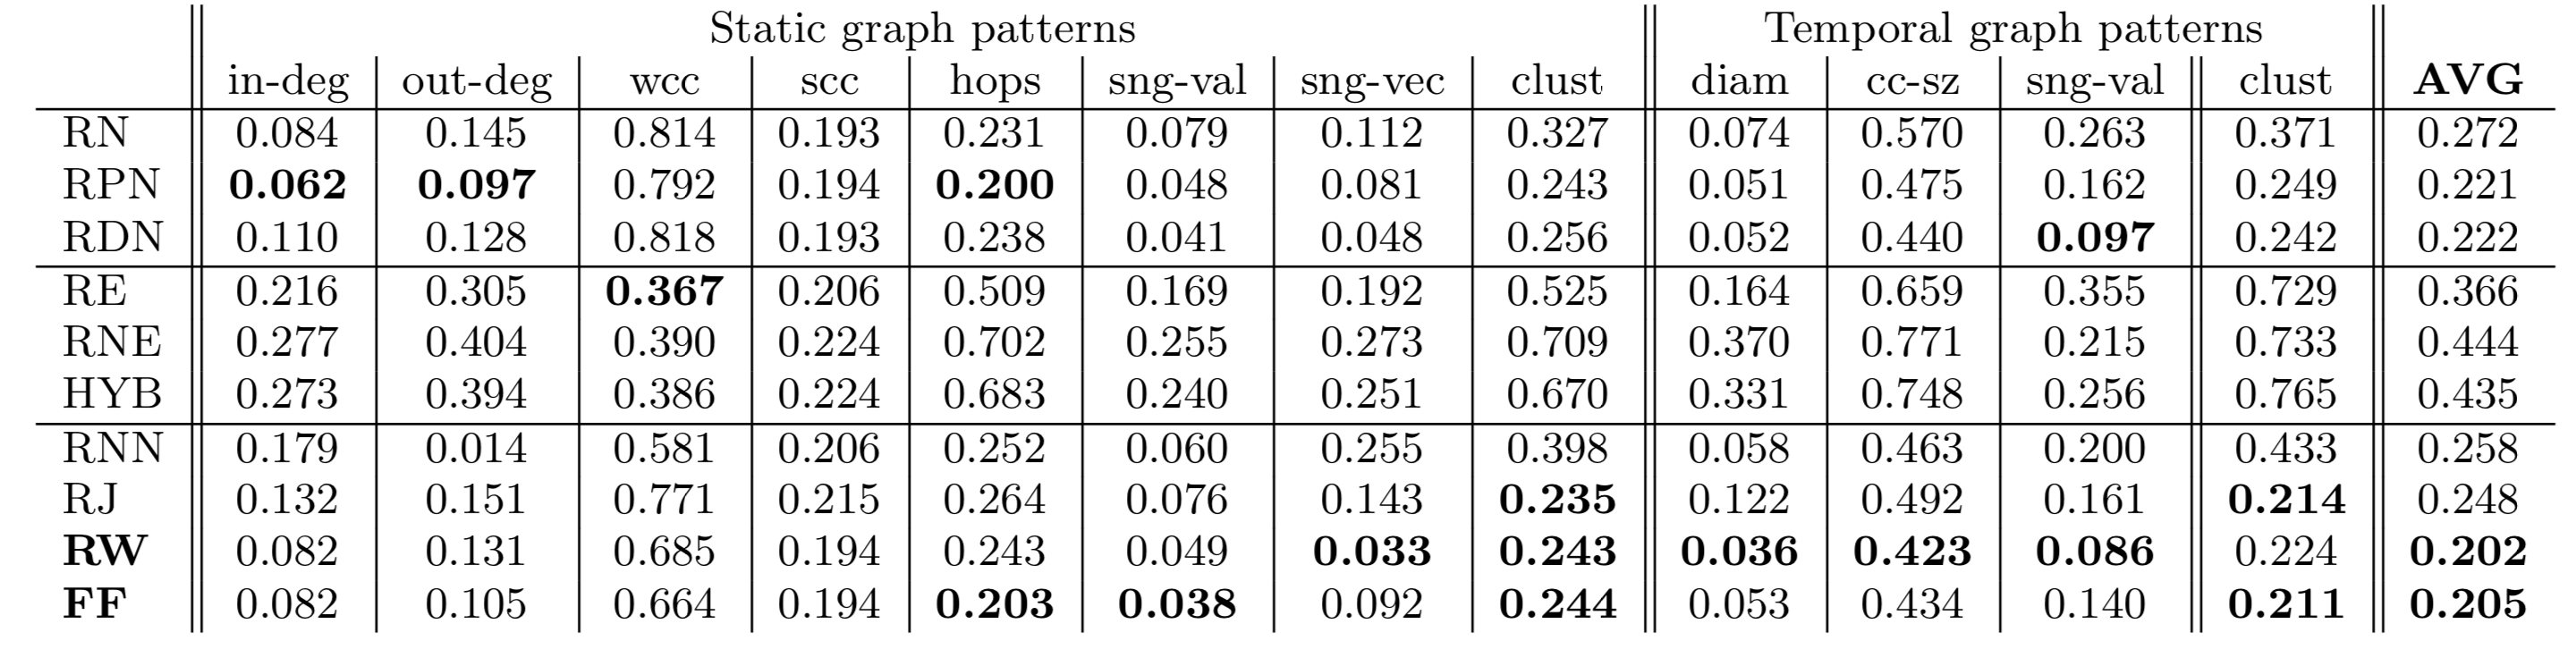 Static graph patterns Temporal graph patterns
in-deg out-deg wcc scc hops sng-val sng-vec clust diam cc-sz sng-val clust AVG
RN 0.084 0.145 0.814 0.193 0.231 0.079 0.112 0.327 0.074 0.570 0.263 0.371 0.272
RPN 0.062 0.097 0.792 0.194 0.200 0.048 0.081 0.243 0.051 0.475 0.162 0.249 0.221
RDN 0.110 0.128 0.818 0.193 0.238 0.041 0.048 0.256 0.052 0.440 0.097 0.242 0.222
RE 0.216 0.305 0.367 0.206 0.509 0.169 0.192 0.525 0.164 0.659 0.355 0.729 0.366
RNE 0.277 0.404 0.390 0.224 0.702 0.255 0.273 0.709 0.370 0.771 0.215 0.733 0.444
HYB 0.273 0.394 0.386 0.224 0.683 0.240 0.251 0.670 0.331 0.748 0.256 0.765 0.435
RNN 0.179 0.014 0.581 0.206 0.252 0.060 0.255 0.398 0.058 0.463 0.200 0.433 0.258
RJ 0.132 0.151 0.771 0.215 0.264 0.076 0.143 0.235 0.122 0.492 0.161 0.214 0.248
RW 0.082 0.131 0.685 0.194 0.243 0.049 0.033 0.243 0.036 0.423 0.086 0.224 0.202
FF 0.082 0.105 0.664 0.194 0.203 0.038 0.092 0.244 0.053 0.434 0.140 0.211 0.205